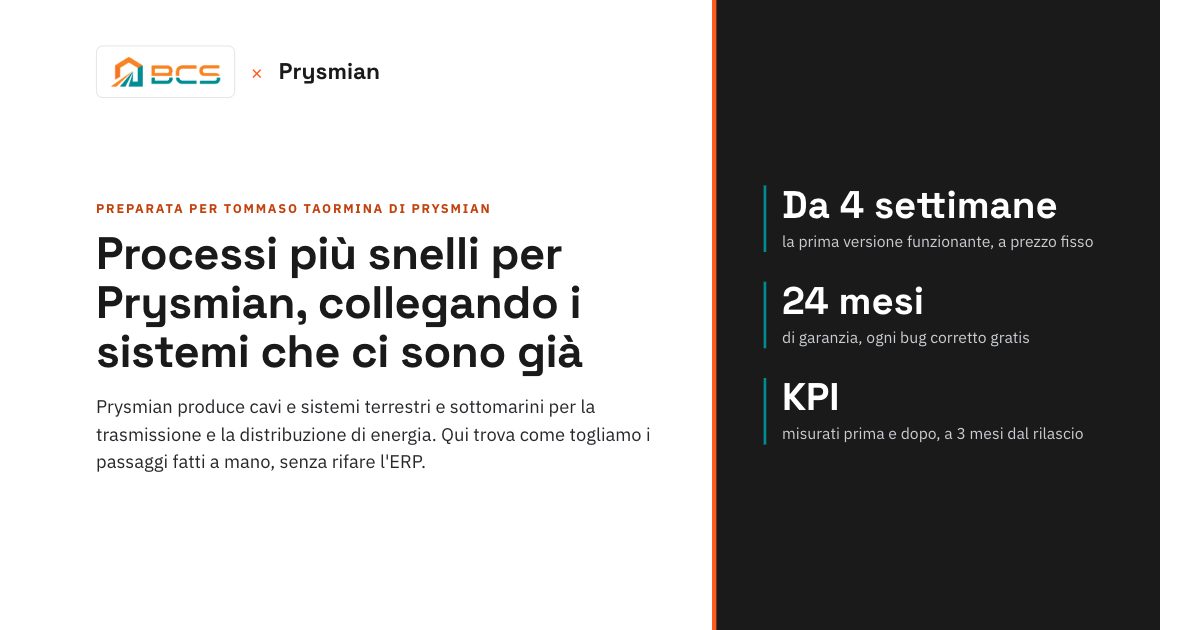 BCS × Prysmian
PREPARATA PER TOMMASO TAORMINA DI PRYSMIAN
Processi più snelli per
Prysmian, collegando i
sistemi che ci sono già
Prysmian produce cavi e sistemi terrestri e sottomarini per la
trasmissione e la distribuzione di energia. Qui trova come togliamo i
passaggi fatti a mano, senza rifare l'ERP.
Da 4 settimane
la prima versione funzionante, a prezzo fisso
24 mesi
di garanzia, ogni bug corretto gratis
KPI
misurati prima e dopo, a 3 mesi dal rilascio